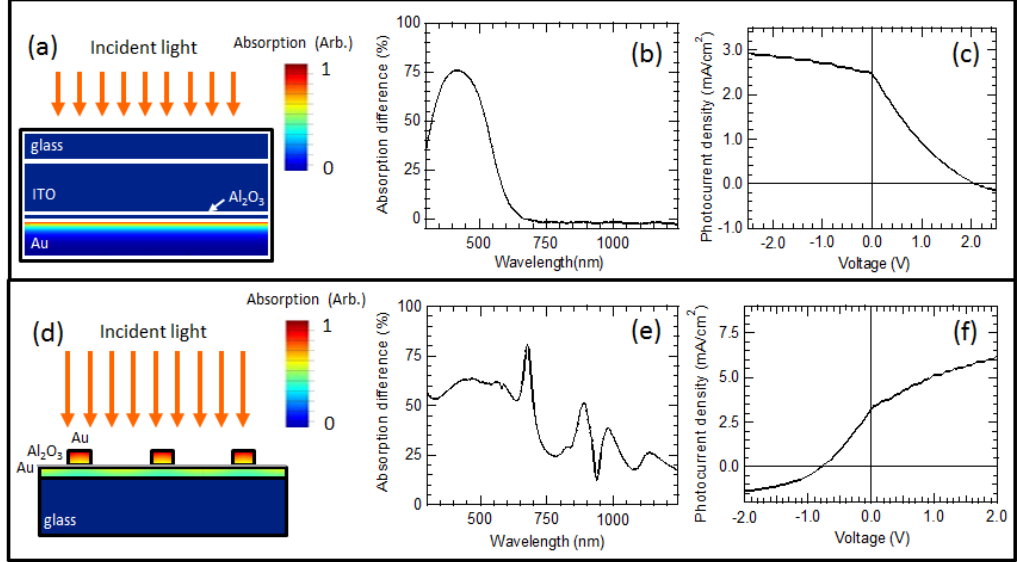 (a)
Incident light
Absorption (Arb.)
1
0
glass
ITO
Al2O3
Au
(b)
Absorption difference (%)
100
75
50
25
0
500
750
1000
Wavelength(nm)
(c)
Photocurrent density (mA/cm²)
3.0
2.0
1.0
0.0
-1.0
-2.0
-1.0
0.0
1.0
2.0
Voltage (V)
(d)
Incident light
Absorption (Arb.)
1
0
Au
Al2O3
Au
glass
(e)
Absorption difference (%)
100
75
50
25
0
500
750
1000
Wavelength (nm)
(f)
Photocurrent density (mA/cm²)
7.5
5.0
2.5
0.0
-2.0
-1.0
0.0
1.0
2.0
Voltage (V)